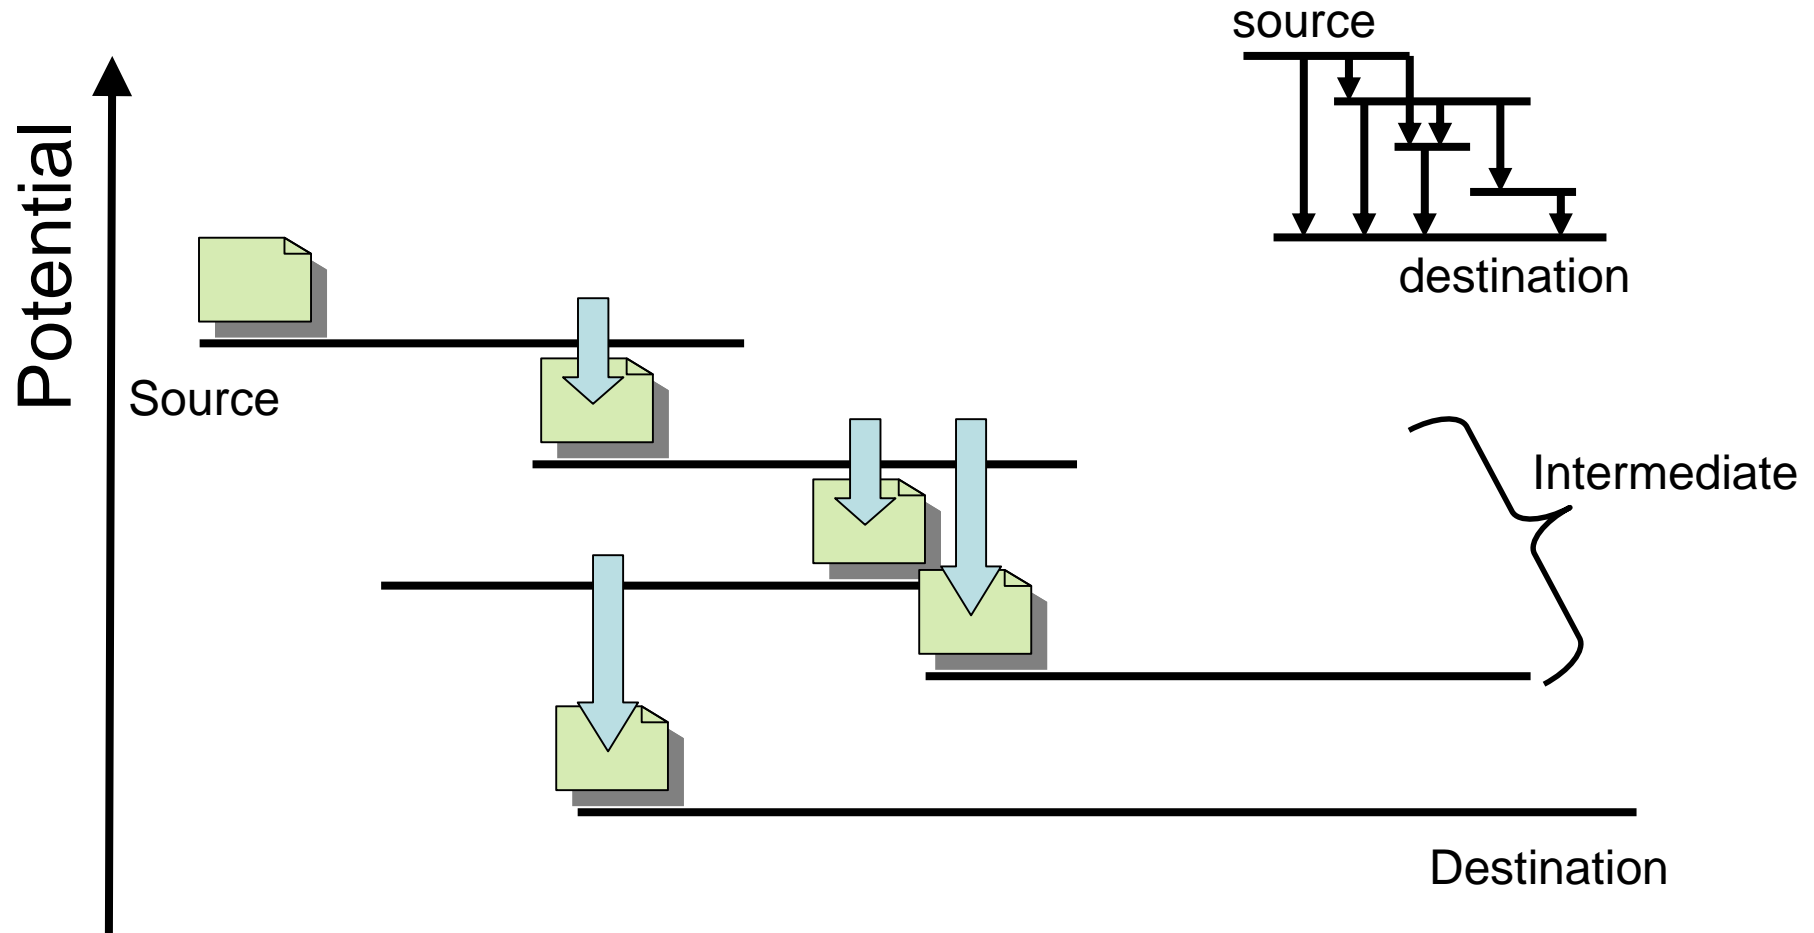 source
Potential
destination
Source
Intermediate
Destination